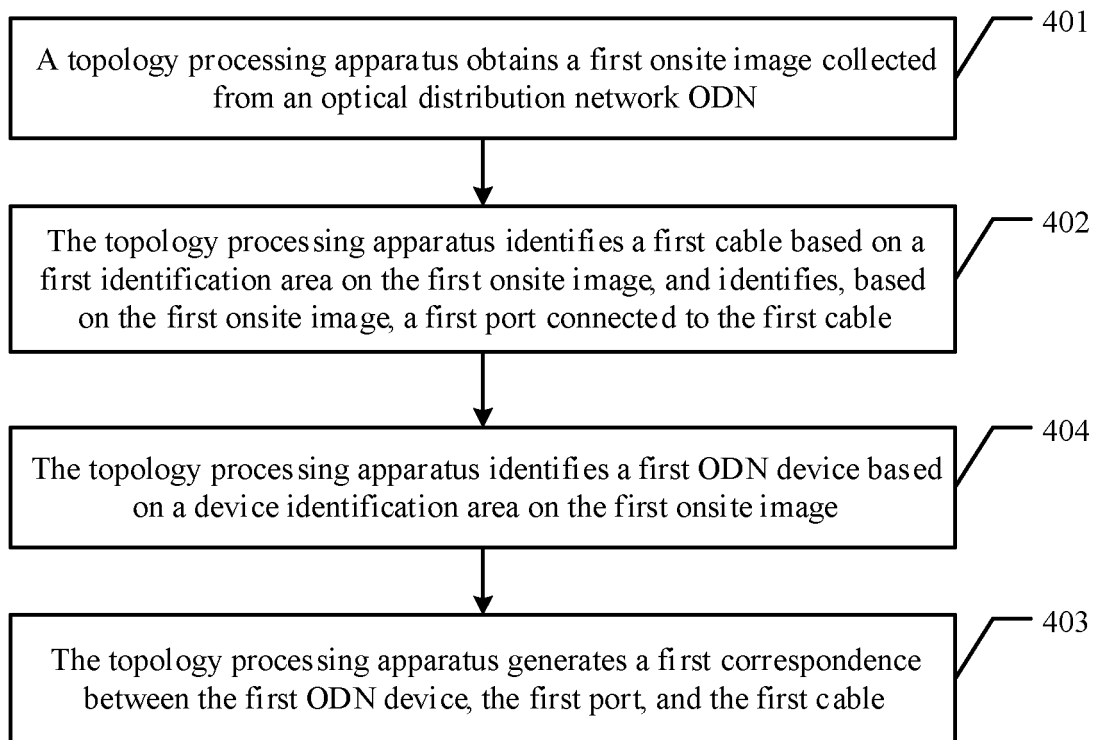 A topology processing apparatus obtains a first onsite image collected
from an optical distribution network ODN
401
The topology processing apparatus identifies a first cable based on a
first identification area on the first onsite image, and identifies, based
on the first onsite image, a first port connected to the first cable
402
The topology processing apparatus identifies a first ODN device based
on a device identification area on the first onsite image
404
The topology processing apparatus generates a first correspondence
between the first ODN device, the first port, and the first cable
403